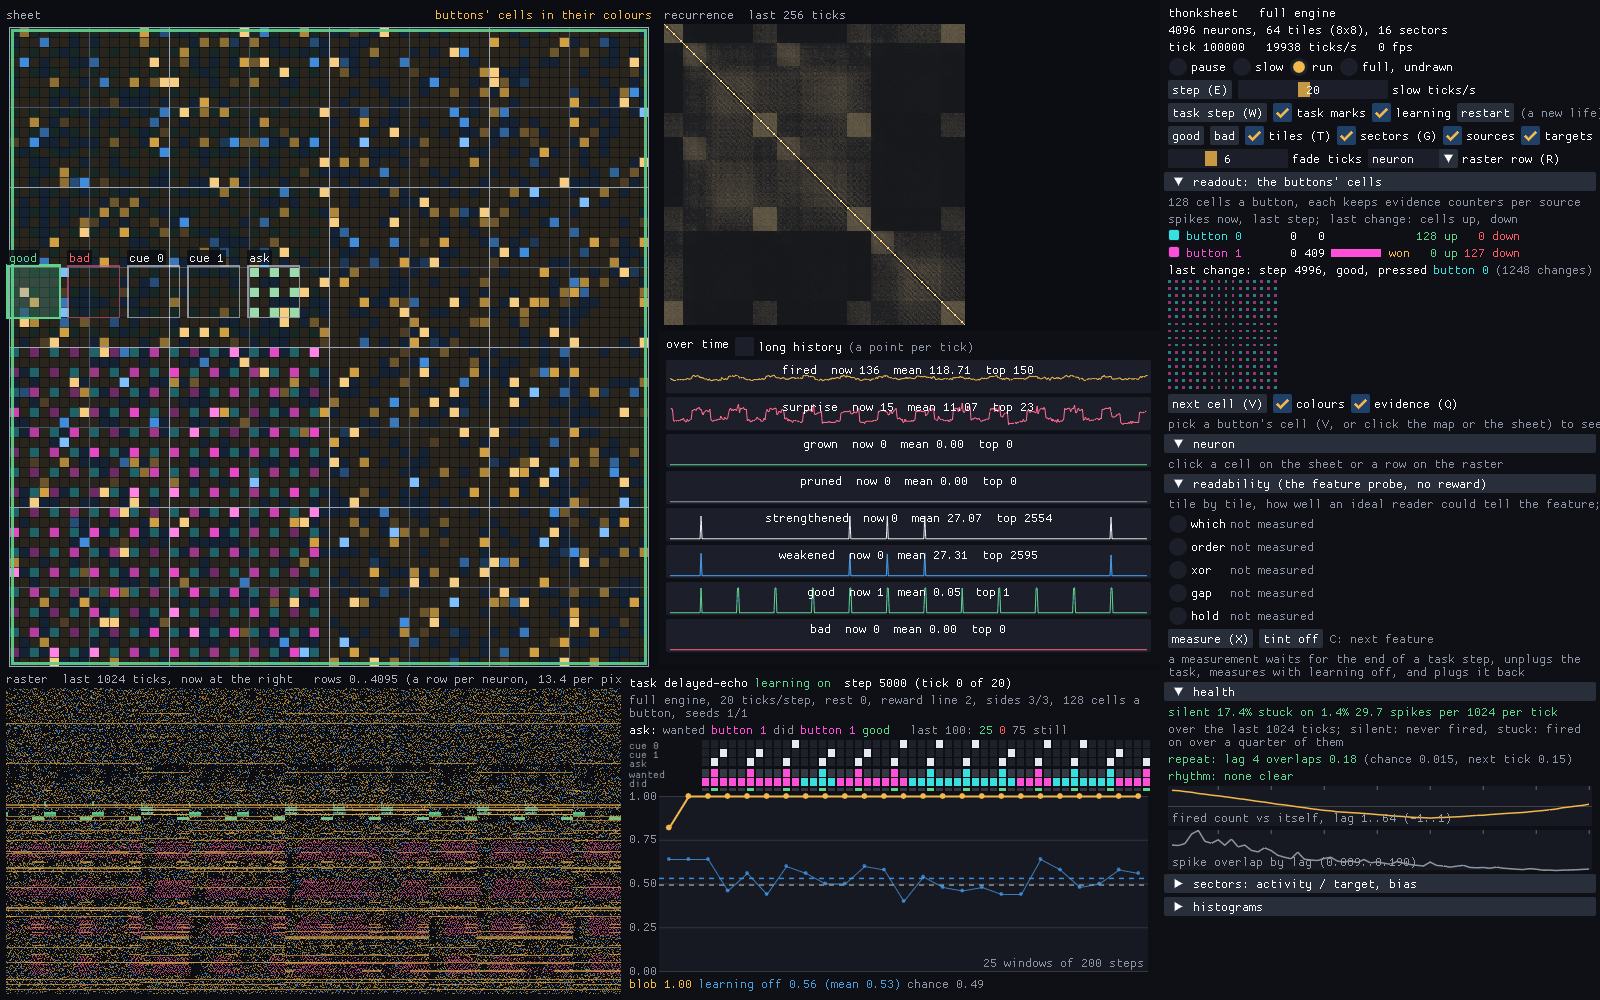 sheet
buttons' cells in their colours
good
bad
cue 0
cue 1
ask
raster last 1024 ticks, now at the right rows 0..4095 (a row per neuron, 13.4 per pix
recurrence last 256 ticks
over time long history (a point per tick)
fired now 136 mean 118.71 top 150
surprise now 15 mean 11.07 top 23
grown now 0 mean 0.00 top 0
pruned now 0 mean 0.00 top 0
strengthened now 0 mean 27.07 top 2554
weakened now 0 mean 27.31 top 2595
good now 1 mean 0.05 top 1
bad now 0 mean 0.00 top 0
task delayed-echo learning on step 5000 (tick 0 of 20)
full engine, 20 ticks/step, rest 0, reward line 2, sides 3/3, 128 cells a
button, seeds 1/1
ask: wanted button 1 did button 1 good last 100: 25 0 75 still
cue 0
cue 1
ask
wanted
did
1.00
0.75
0.50
0.25
0.00
25 windows of 200 steps
blob 1.00 learning off 0.56 (mean 0.53) chance 0.49
thonksheet full engine
4096 neurons, 64 tiles (8x8), 16 sectors
tick 100000 19938 ticks/s 0 fps
pause slow run full, undrawn
step (E) 20 slow ticks/s
task step (W) task marks learning restart (a new life)
good bad tiles (T) sectors (G) sources targets
6 fade ticks neuron raster row (R)
readout: the buttons' cells
128 cells a button, each keeps evidence counters per source
spikes now, last step; last change: cells up, down
button 0 0 0 128 up 0 down
button 1 0 409 won 0 up 127 down
last change: step 4996, good, pressed button 0 (1248 changes)
next cell (V) colours evidence (Q)
pick a button's cell (V, or click the map or the sheet) to see
neuron
click a cell on the sheet or a row on the raster
readability (the feature probe, no reward)
tile by tile, how well an ideal reader could tell the feature;
which not measured
order not measured
xor not measured
gap not measured
hold not measured
measure (X) tint off C: next feature
a measurement waits for the end of a task step, unplugs the
task, measures with learning off, and plugs it back
health
silent 17.4% stuck on 1.4% 29.7 spikes per 1024 per tick
over the last 1024 ticks; silent: never fired, stuck: fired
on over a quarter of them
repeat: lag 4 overlaps 0.18 (chance 0.015, next tick 0.15)
rhythm: none clear
fired count vs itself, lag 1..64 (-1..1)
spike overlap by lag (0.089..0.190)
sectors: activity / target, bias
histograms